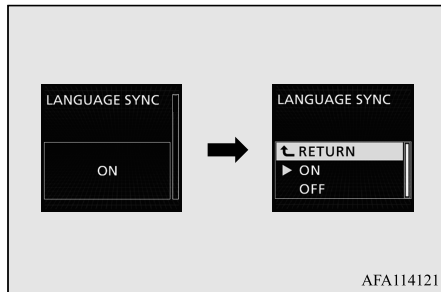 LANGUAGE SYNC
ON
LANGUAGE SYNC
RETURN
ON
OFF
AFA114121